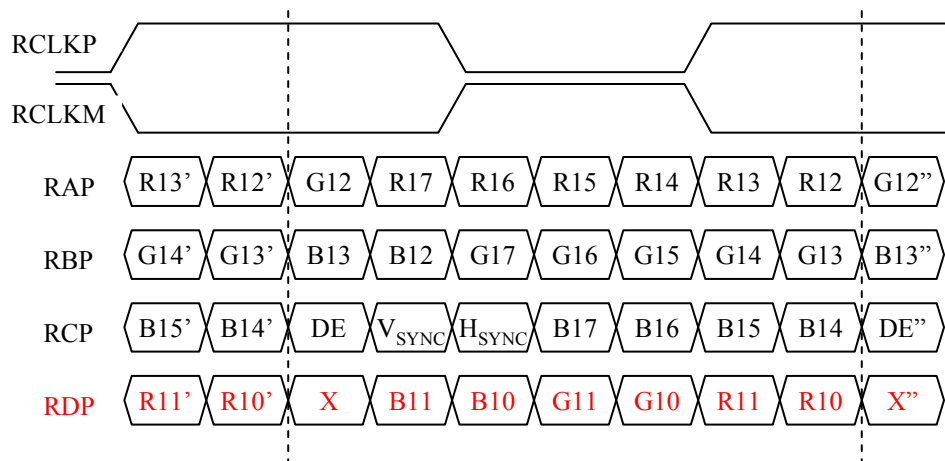 RCLKP
RCLKM
RAP R13’ R12’ G12 R17 R16 R15 R14 R13 R12 G12”
RBP G14’ G13’ B13 B12 G17 G16 G15 G14 G13 B13”
RCP B15’ B14’ DE VSYNC HSYNC B17 B16 B15 B14 DE”
RDP R11’ R10’ X B11 B10 G11 G10 R11 R10 X”